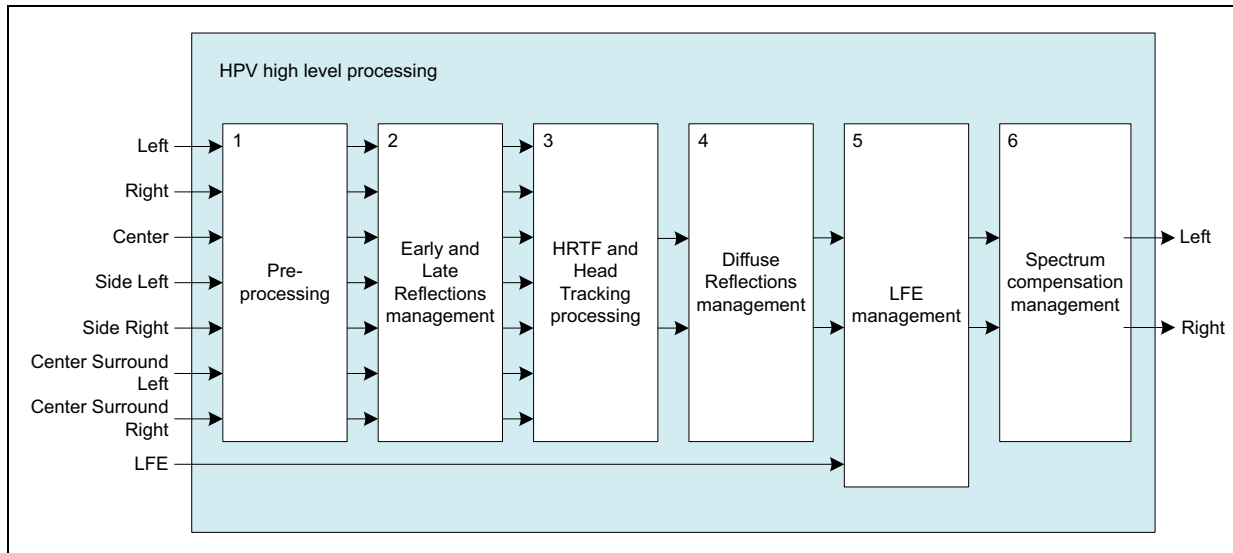 HPV high level processing
Left
Right
Center
Side Left
Side Right
Center Surround
Left
Center Surround
Right
LFE
1
Pre-
processing
2
Early and
Late
Reflections
management
3
HRTF and
Head
Tracking
processing
4
Diffuse
Reflections
management
5
LFE
management
6
Spectrum
compensation
management
Left
Right